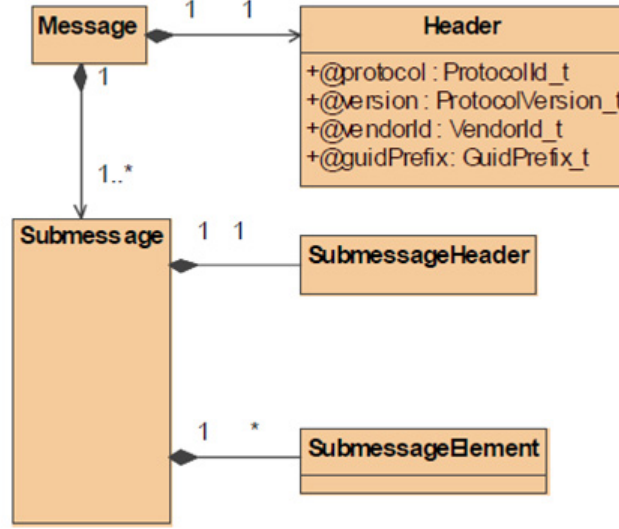 Message
1 1
Header
+@protocol : ProtocolId_t
+@version : ProtocolVersion_t
+@vendorId : VendorId_t
+@guidPrefix: GuidPrefix_t
1
1..*
Submessage
1 1
SubmessageHeader
1 *
SubmessageElement